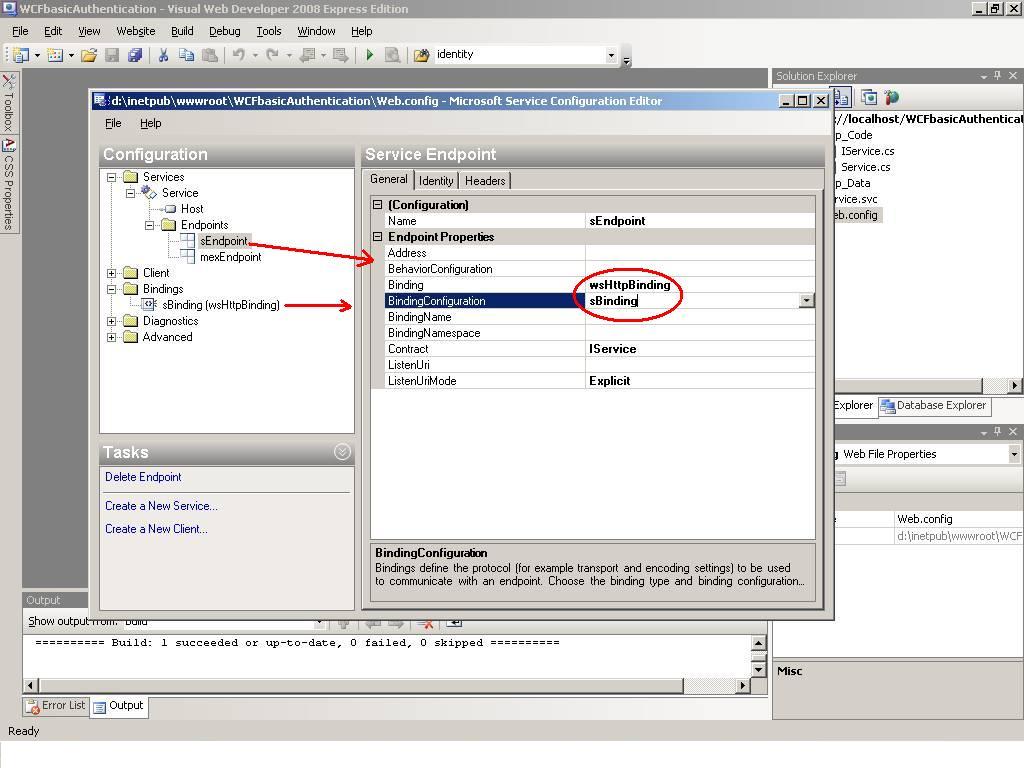 WCFbasicAuthentication - Visual Web Developer 2008 Express Edition
File Edit View Website Build Debug Tools Window Help
identity
Toolbox
CSS Properties
Solution Explorer
d:\inetpub\wwwroot\WCFbasicAuthentication\Web.config - Microsoft Service Configuration Editor
File Help
Configuration
Services
Service
Host
Endpoints
sEndpoint
mexEndpoint
Client
Bindings
sBinding (wsHttpBinding)
Diagnostics
Advanced
Tasks
Delete Endpoint
Create a New Service...
Create a New Client...
Service Endpoint
General Identity Headers
(Configuration)
Name sEndpoint
Endpoint Properties
Address
BehaviorConfiguration
Binding wsHttpBinding
BindingConfiguration sBinding
BindingName
BindingNamespace
Contract IService
ListenUri
ListenUriMode Explicit
BindingConfiguration
Bindings define the protocol (for example transport and encoding settings) to be used
to communicate with an endpoint. Choose the binding type and binding configuration...
://localhost/WCFbasicAuthenticat
p_Code
IService.cs
Service.cs
p_Data
rvice.svc
eb.config
Explorer Database Explorer
g Web File Properties
e Web.config
d:\inetpub\wwwroot\WCF
Misc
Output
Show output from: Build
========== Build: 1 succeeded or up-to-date, 0 failed, 0 skipped ==========
Error List Output
Ready